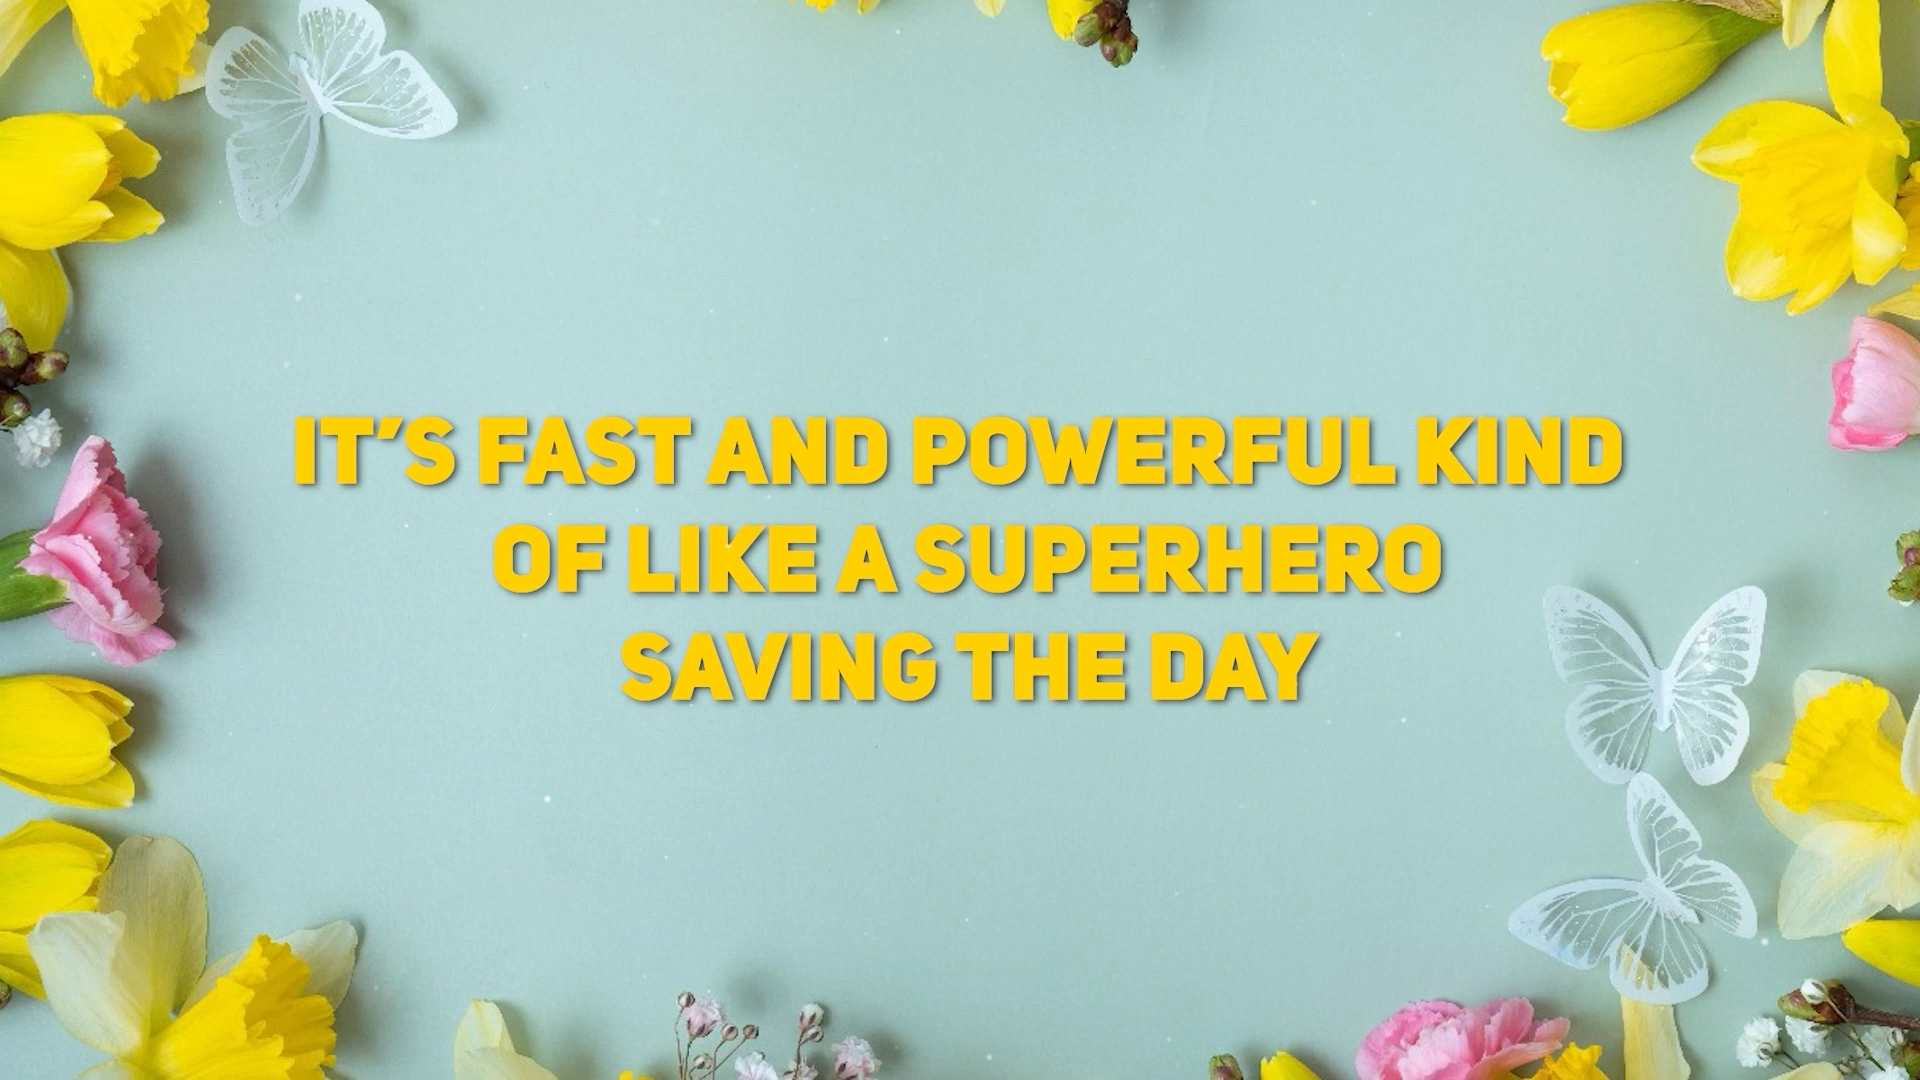 IT’S FAST AND POWERFUL KIND
OF LIKE A SUPERHERO
SAVING THE DAY